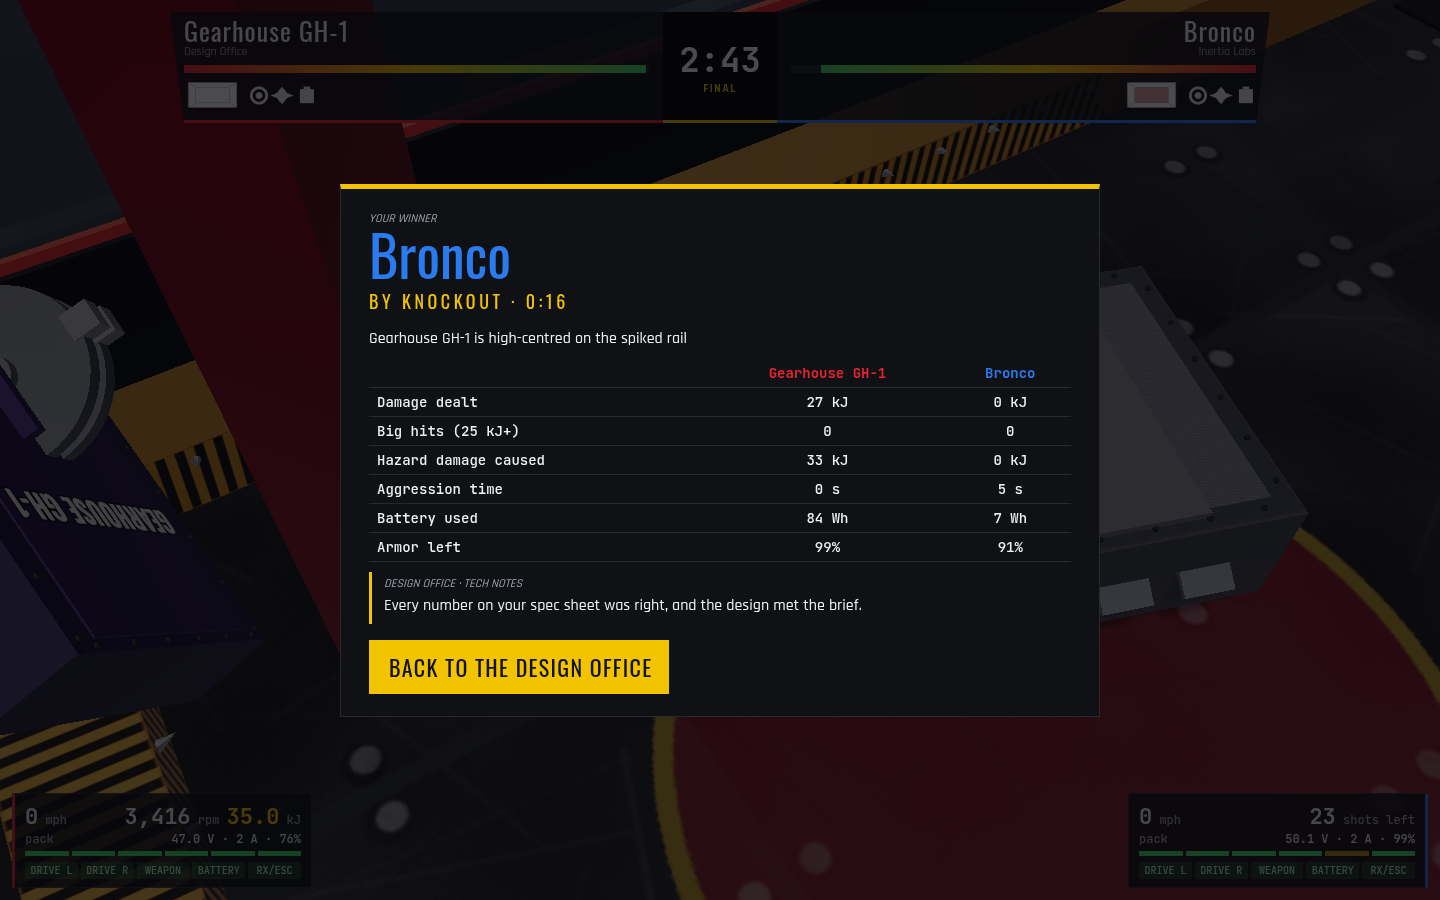 Gearhouse GH-1
Design Office
2:43
FINAL
Bronco
Inertia Labs
YOUR WINNER
Bronco
BY KNOCKOUT · 0:16
Gearhouse GH-1 is high-centred on the spiked rail
Gearhouse GH-1 Bronco
Damage dealt 27 kJ 0 kJ
Big hits (25 kJ+) 0 0
Hazard damage caused 33 kJ 0 kJ
Aggression time 0 s 5 s
Battery used 84 Wh 7 Wh
Armor left 99% 91%
DESIGN OFFICE · TECH NOTES
Every number on your spec sheet was right, and the design met the brief.
BACK TO THE DESIGN OFFICE
GEARHOUSE GH-1
0 mph 3,416 rpm 35.0 kJ
pack 47.0 V · 2 A · 76%
DRIVE L DRIVE R WEAPON BATTERY RX/ESC
0 mph 23 shots left
pack 50.1 V · 2 A · 99%
DRIVE L DRIVE R WEAPON BATTERY RX/ESC